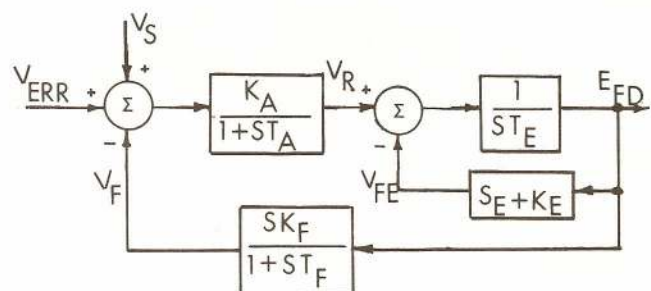 V_S
V_ERR
+
+
Σ
−
K_A
1+ST_A
V_R
+
Σ
−
1
ST_E
E_FD
V_F
V_FE
S_E+K_E
SK_F
1+ST_F